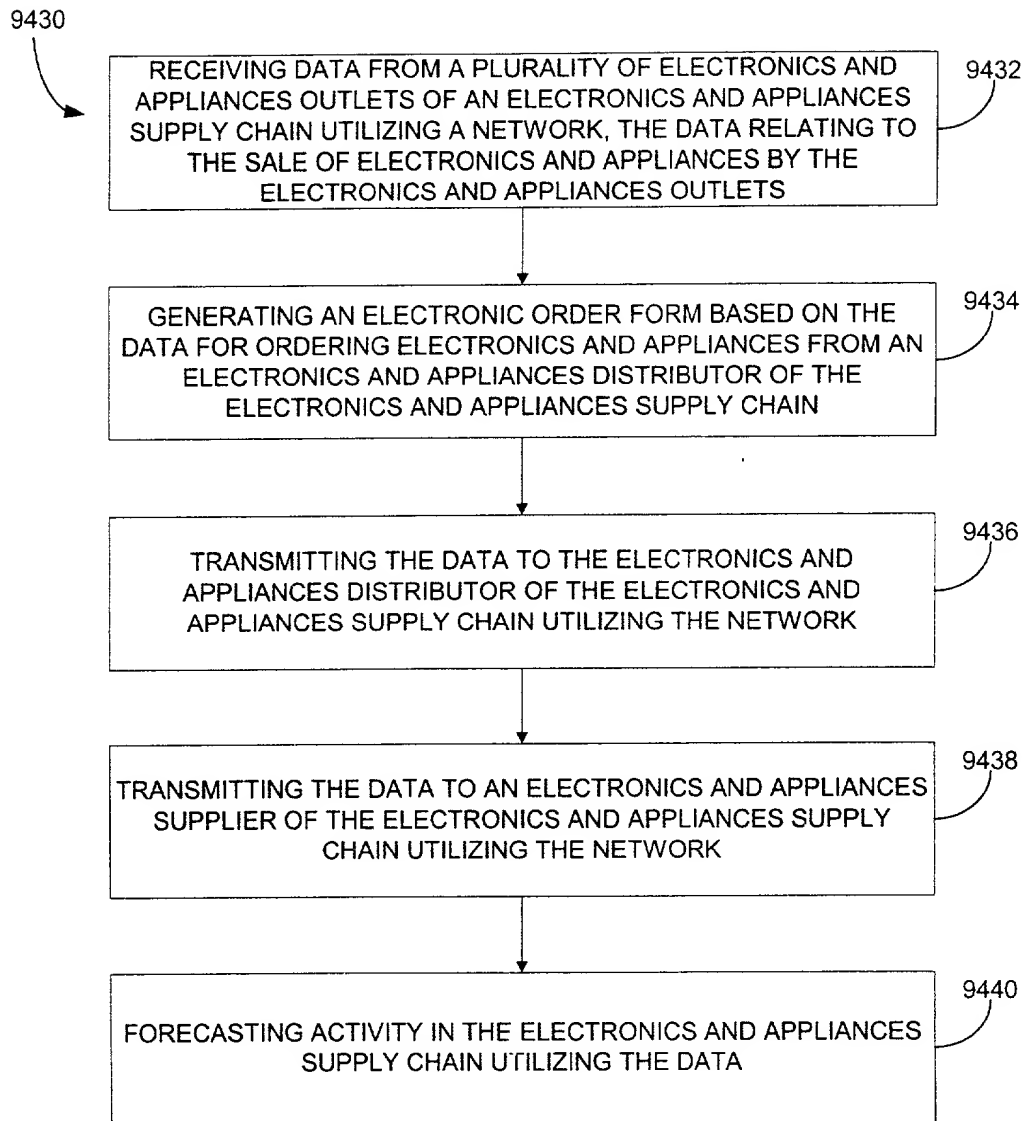 9430
RECEIVING DATA FROM A PLURALITY OF ELECTRONICS AND
APPLIANCES OUTLETS OF AN ELECTRONICS AND APPLIANCES
SUPPLY CHAIN UTILIZING A NETWORK, THE DATA RELATING TO
THE SALE OF ELECTRONICS AND APPLIANCES BY THE
ELECTRONICS AND APPLIANCES OUTLETS
9432
GENERATING AN ELECTRONIC ORDER FORM BASED ON THE
DATA FOR ORDERING ELECTRONICS AND APPLIANCES FROM AN
ELECTRONICS AND APPLIANCES DISTRIBUTOR OF THE
ELECTRONICS AND APPLIANCES SUPPLY CHAIN
9434
TRANSMITTING THE DATA TO THE ELECTRONICS AND
APPLIANCES DISTRIBUTOR OF THE ELECTRONICS AND
APPLIANCES SUPPLY CHAIN UTILIZING THE NETWORK
9436
TRANSMITTING THE DATA TO AN ELECTRONICS AND APPLIANCES
SUPPLIER OF THE ELECTRONICS AND APPLIANCES SUPPLY
CHAIN UTILIZING THE NETWORK
9438
FORECASTING ACTIVITY IN THE ELECTRONICS AND APPLIANCES
SUPPLY CHAIN UTILIZING THE DATA
9440